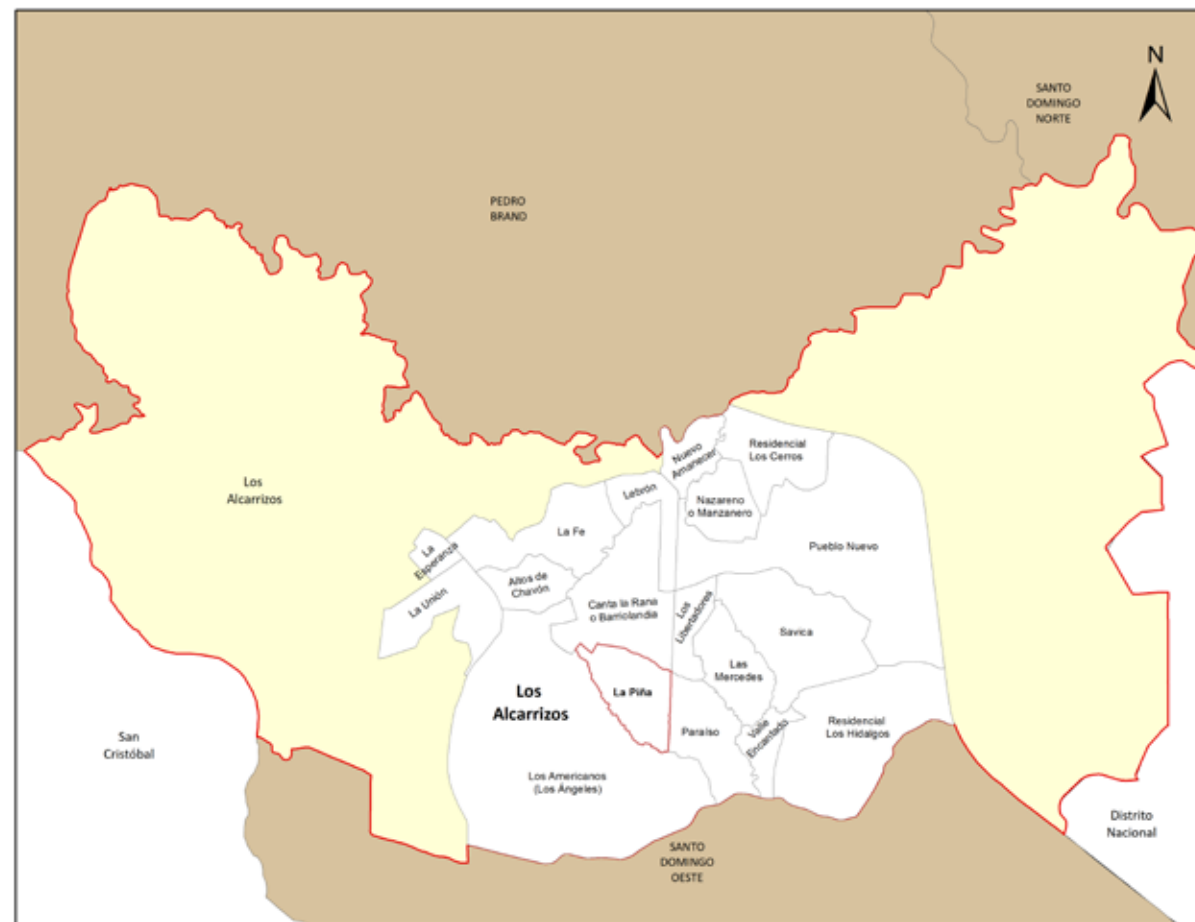 N
SANTO
DOMINGO
NORTE
PEDRO
BRAND
Nuevo
Amanecer
Residencial
Los Cerros
Los
Alcarrizos
Lebrón
Nazareno
o Manzanero
La Fe
La
Esperanza
Pueblo Nuevo
Altos de
Chavón
La Unión
Canta la Rana
o Barriolandia
Los
Libertadores
Savica
Las
Mercedes
Los
Alcarrizos
La Piña
San
Cristóbal
Paraíso
Valle
Encantado
Residencial
Los Hidalgos
Los Americanos
(Los Ángeles)
Distrito
Nacional
SANTO
DOMINGO
OESTE